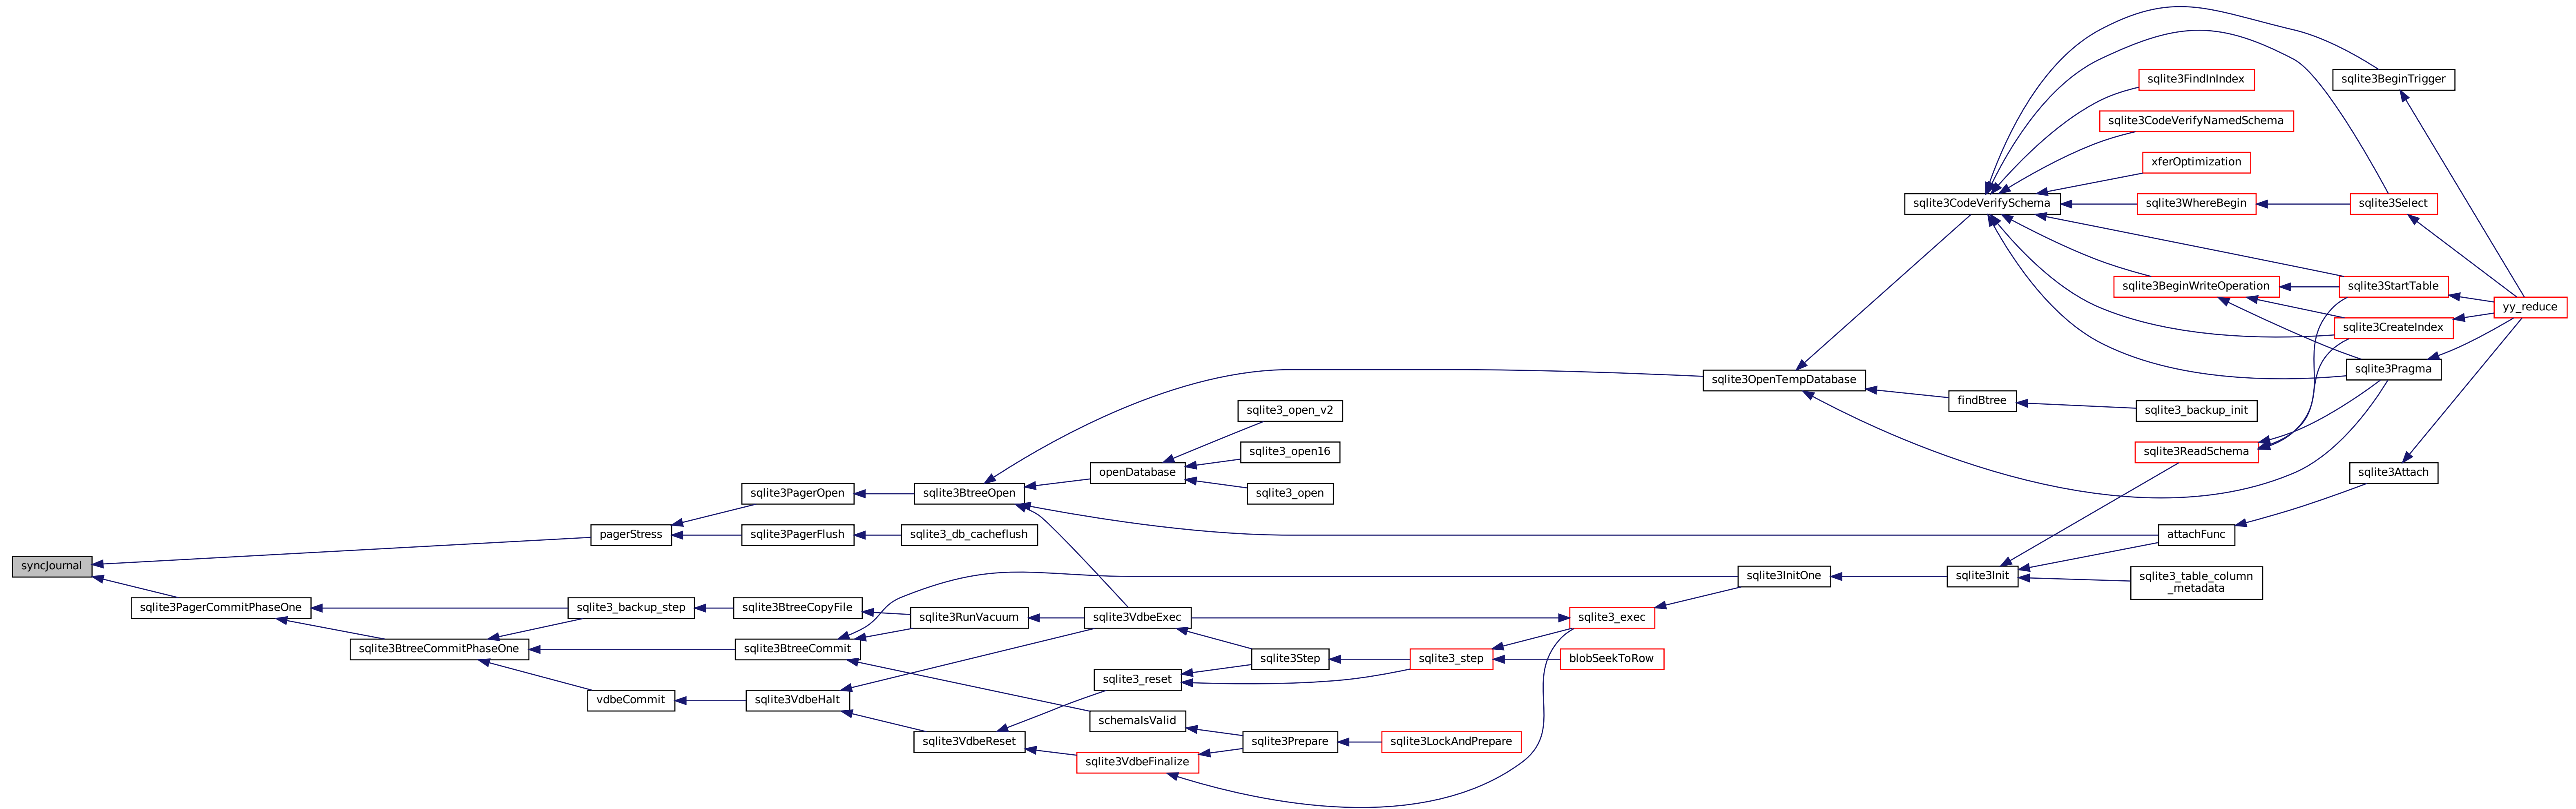 sqlite3BeginTrigger
sqlite3FindInIndex
sqlite3CodeVerifyNamedSchema
xferOptimization
sqlite3CodeVerifySchema
sqlite3WhereBegin
sqlite3Select
sqlite3BeginWriteOperation
sqlite3StartTable
yy_reduce
sqlite3CreateIndex
sqlite3Pragma
sqlite3OpenTempDatabase
findBtree
sqlite3_backup_init
sqlite3_open_v2
sqlite3_open16
sqlite3ReadSchema
openDatabase
sqlite3Attach
sqlite3PagerOpen
sqlite3BtreeOpen
sqlite3_open
pagerStress
sqlite3PagerFlush
sqlite3_db_cacheflush
attachFunc
syncJournal
sqlite3InitOne
sqlite3Init
sqlite3_table_column
_metadata
sqlite3PagerCommitPhaseOne
sqlite3_backup_step
sqlite3BtreeCopyFile
sqlite3RunVacuum
sqlite3VdbeExec
sqlite3_exec
sqlite3BtreeCommitPhaseOne
sqlite3BtreeCommit
sqlite3Step
sqlite3_step
blobSeekToRow
sqlite3_reset
vdbeCommit
sqlite3VdbeHalt
schemaIsValid
sqlite3VdbeReset
sqlite3Prepare
sqlite3LockAndPrepare
sqlite3VdbeFinalize